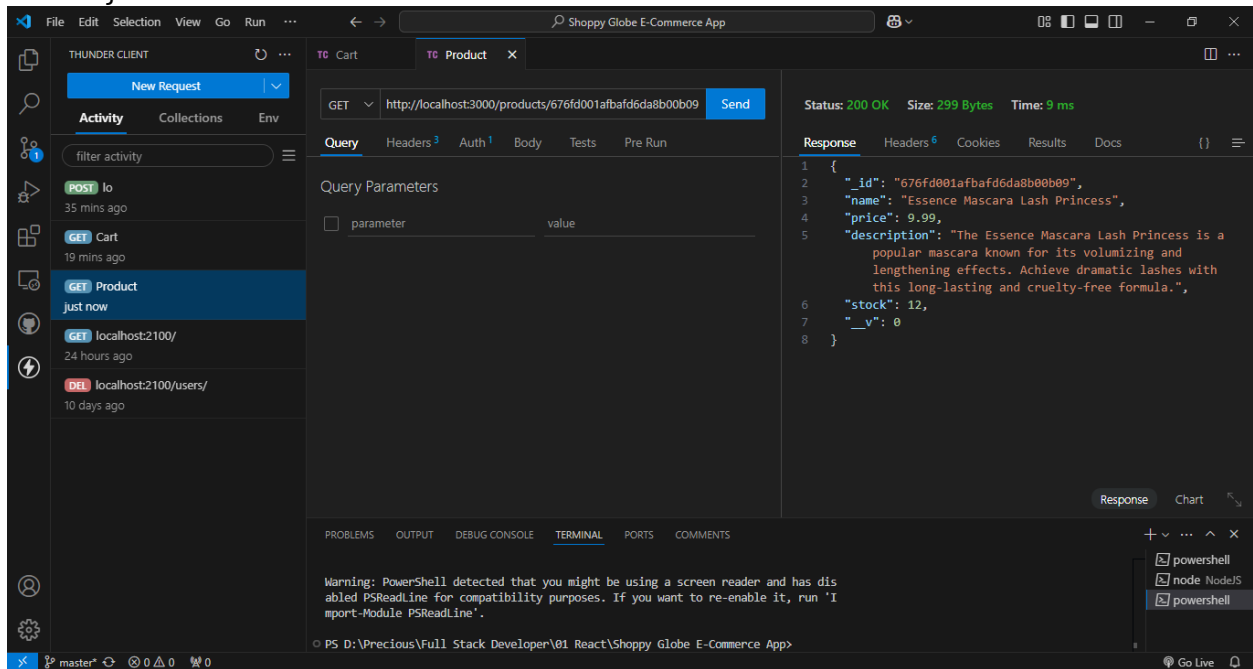 File Edit Selection View Go Run ··· ← → Shoppy Globe E-Commerce App
THUNDER CLIENT
New Request
Activity Collections Env
filter activity
POST lo
35 mins ago
GET Cart
19 mins ago
GET Product
just now
GET localhost:2100/
24 hours ago
DEL localhost:2100/users/
10 days ago
TC Cart TC Product
GET http://localhost:3000/products/676fd001afbafd6da8b00b09 Send
Query Headers 3 Auth 1 Body Tests Pre Run
Query Parameters
parameter value
Status: 200 OK Size: 299 Bytes Time: 9 ms
Response Headers 6 Cookies Results Docs {}
1 {
2 "_id": "676fd001afbafd6da8b00b09",
3 "name": "Essence Mascara Lash Princess",
4 "price": 9.99,
5 "description": "The Essence Mascara Lash Princess is a
popular mascara known for its volumizing and
lengthening effects. Achieve dramatic lashes with
this long-lasting and cruelty-free formula.",
6 "stock": 12,
7 "__v": 0
8 }
Response Chart
PROBLEMS OUTPUT DEBUG CONSOLE TERMINAL PORTS COMMENTS
Warning: PowerShell detected that you might be using a screen reader and has dis
abled PSReadLine for compatibility purposes. If you want to re-enable it, run 'I
mport-Module PSReadLine'.
PS D:\Precious\Full Stack Developer\01 React\Shoppy Globe E-Commerce App>
powershell
node NodeJS
powershell
1
master* 0 0 0 Go Live